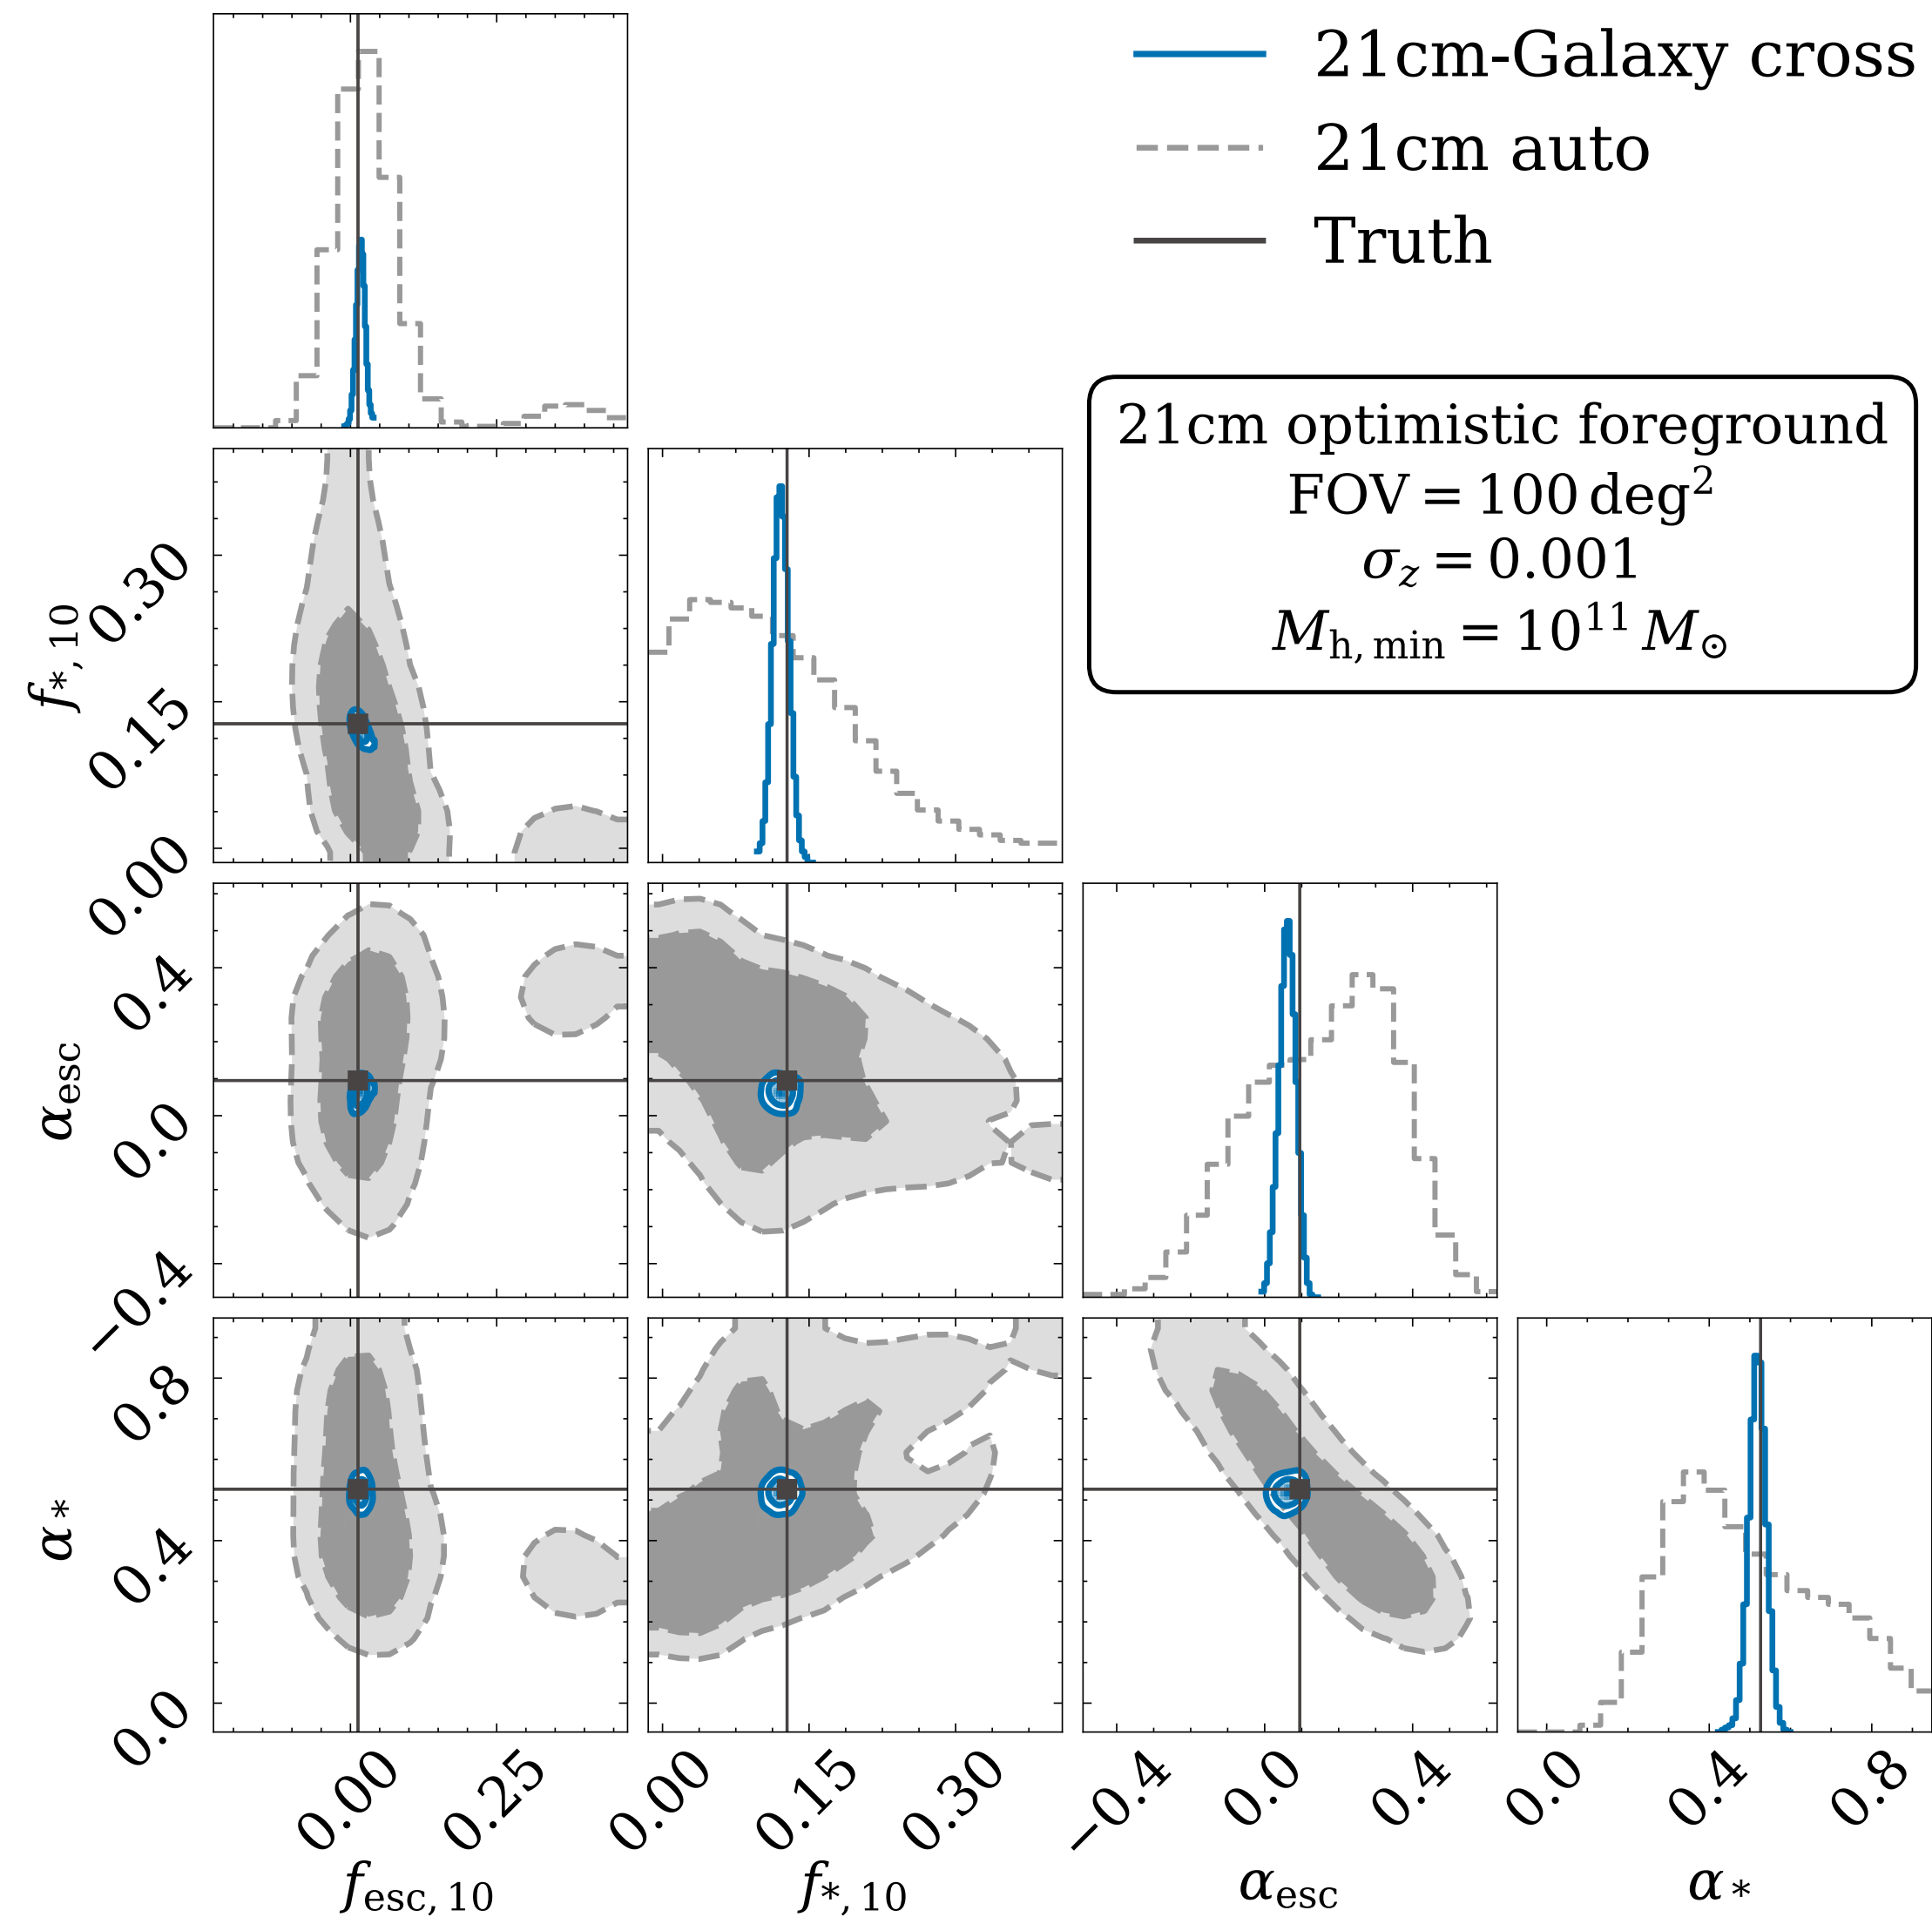 21cm-Galaxy cross
21cm auto
Truth
21cm optimistic foreground
FOV = 100 deg²
σ_z = 0.001
M_h, min = 10¹¹ M_⊙
f_*, 10
0.30
0.15
0.00
α_esc
0.4
0.0
−0.4
α_*
0.8
0.4
0.0
0.00 0.25
0.00 0.15 0.30
−0.4 0.0 0.4
0.0 0.4 0.8
f_esc, 10
f_*, 10
α_esc
α_*